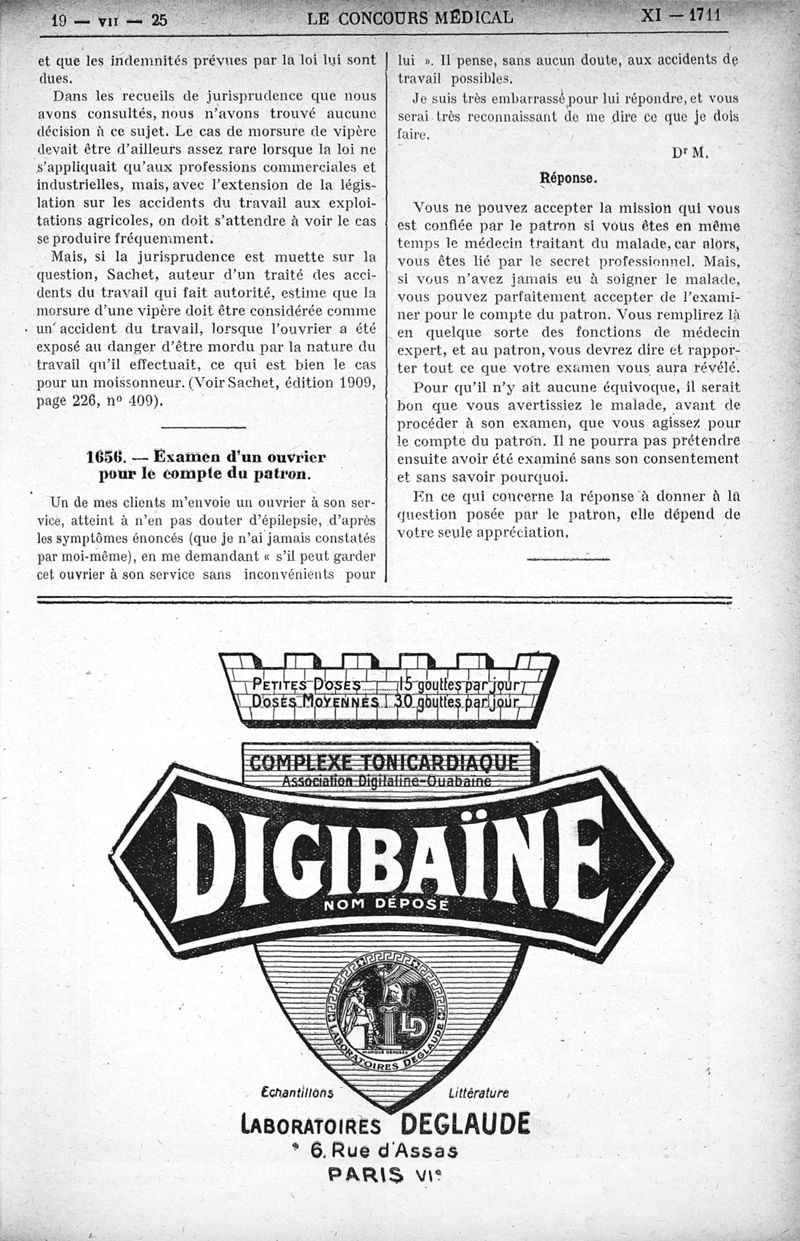 19 — VII — 25
LE CONCOURS MÉDICAL
XI — 1711
et que les indemnités prévues par la loi lui sont
dues.
Dans les recueils de jurisprudence que nous
avons consultés, nous n'avons trouvé aucune
décision à ce sujet. Le cas de morsure de vipère
devait être d'ailleurs assez rare lorsque la loi ne
s'appliquait qu'aux professions commerciales et
industrielles, mais, avec l'extension de la légis-
lation sur les accidents du travail aux exploi-
tations agricoles, on doit s'attendre à voir le cas
se produire fréquemment.
Mais, si la jurisprudence est muette sur la
question, Sachet, auteur d'un traité des acci-
dents du travail qui fait autorité, estime que la
morsure d'une vipère doit être considérée comme
un accident du travail, lorsque l'ouvrier a été
exposé au danger d'être mordu par la nature du
travail qu'il effectuait, ce qui est bien le cas
pour un moissonneur. (Voir Sachet, édition 1909,
page 226, nº 409).
1656. — Examen d'un ouvrier
pour le compte du patron.
Un de mes clients m'envoie un ouvrier à son ser-
vice, atteint à n'en pas douter d'épilepsie, d'après
les symptômes énoncés (que je n'ai jamais constatés
par moi-même), en me demandant « s'il peut garder
cet ouvrier à son service sans inconvénients pour
lui ». Il pense, sans aucun doute, aux accidents de
travail possibles.
Je suis très embarrassé pour lui répondre, et vous
serai très reconnaissant de me dire ce que je dois
faire.
Dr M.
Réponse.
Vous ne pouvez accepter la mission qui vous
est confiée par le patron si vous êtes en même
temps le médecin traitant du malade, car alors,
vous êtes lié par le secret professionnel. Mais,
si vous n'avez jamais eu à soigner le malade,
vous pouvez parfaitement accepter de l'exami-
ner pour le compte du patron. Vous remplirez là
en quelque sorte des fonctions de médecin
expert, et au patron, vous devrez dire et rappor-
ter tout ce que votre examen vous aura révélé.
Pour qu'il n'y ait aucune équivoque, il serait
bon que vous avertissiez le malade, avant de
procéder à son examen, que vous agissez pour
le compte du patron. Il ne pourra pas prétendre
ensuite avoir été examiné sans son consentement
et sans savoir pourquoi.
En ce qui concerne la réponse à donner à la
question posée par le patron, elle dépend de
votre seule appréciation.
PETITES DOSES.......15 gouttes par jour
DOSES MOYENNES.30 gouttes par jour
COMPLEXE TONICARDIAQUE
Association Digitaline-Ouabaïne
DIGIBAÏNE
NOM DÉPOSÉ
LD
MARQUE DÉPOSÉE
LABORATOIRES DEGLAUDE
Échantillons
Littérature
LABORATOIRES DEGLAUDE
6, Rue d'Assas
PARIS VIe